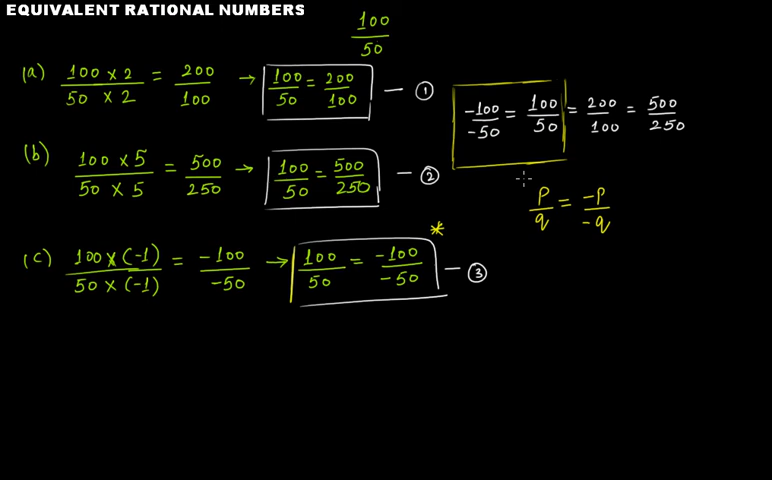 EQUIVALENT RATIONAL NUMBERS
100/50
(a) 100 × 2 / 50 × 2 = 200/100 → 100/50 = 200/100 — ①
(b) 100 × 5 / 50 × 5 = 500/250 → 100/50 = 500/250 — ②
(c) 100 × (-1) / 50 × (-1) = -100/-50 → 100/50 = -100/-50 * — ③
-100/-50 = 100/50 = 200/100 = 500/250
p/q = -p/-q